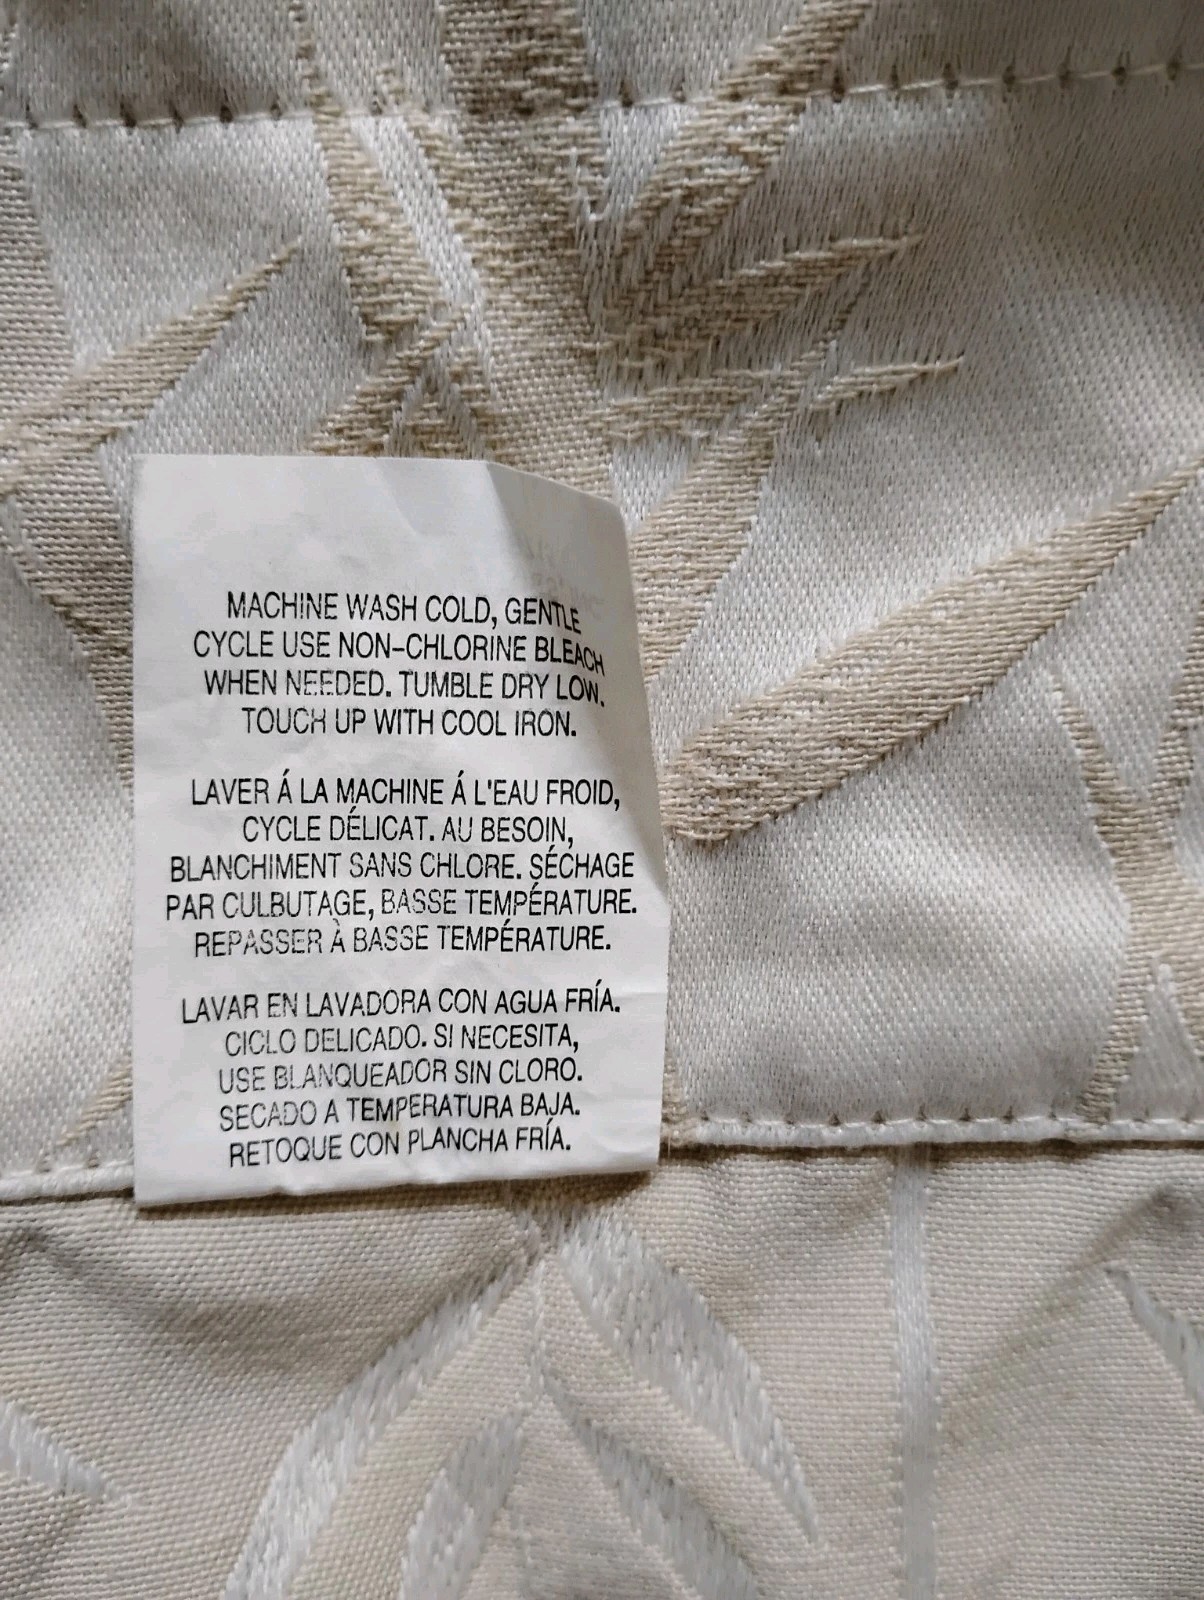 MACHINE WASH COLD, GENTLE
CYCLE USE NON-CHLORINE BLEACH
WHEN NEEDED. TUMBLE DRY LOW.
TOUCH UP WITH COOL IRON.
LAVER Á LA MACHINE Á L'EAU FROID,
CYCLE DÉLICAT. AU BESOIN,
BLANCHIMENT SANS CHLORE. SÉCHAGE
PAR CULBUTAGE, BASSE TEMPÉRATURE.
REPASSER À BASSE TEMPÉRATURE.
LAVAR EN LAVADORA CON AGUA FRÍA.
CICLO DELICADO. SI NECESITA,
USE BLANQUEADOR SIN CLORO.
SECADO A TEMPERATURA BAJA.
RETOQUE CON PLANCHA FRÍA.